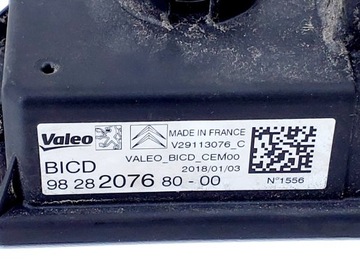 Valeo
MADE IN FRANCE
V29113076_C
VALEO_BICD_CEM00
BICD
2018/01/03
98 28 2076 80 - 00
N°1556